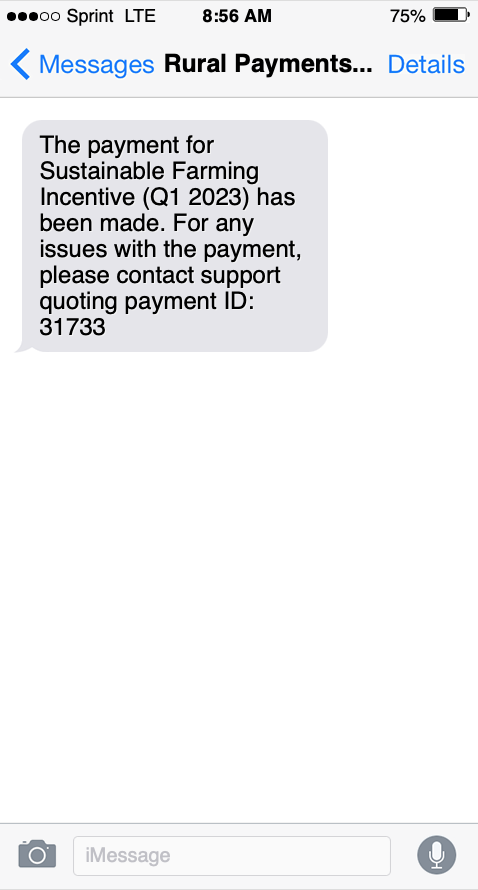 Sprint LTE 8:56 AM 75%
Messages Rural Payments... Details
The payment for
Sustainable Farming
Incentive (Q1 2023) has
been made. For any
issues with the payment,
please contact support
quoting payment ID:
31733
iMessage